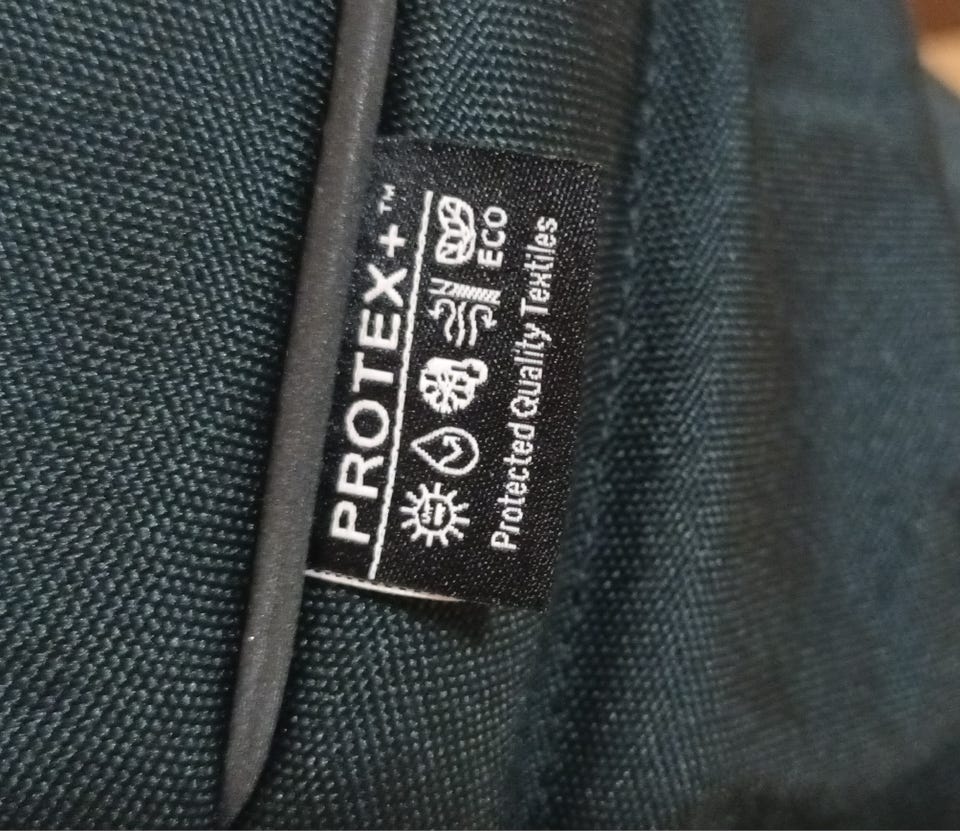 PROTEX+™
ECO
Protected Quality Textiles